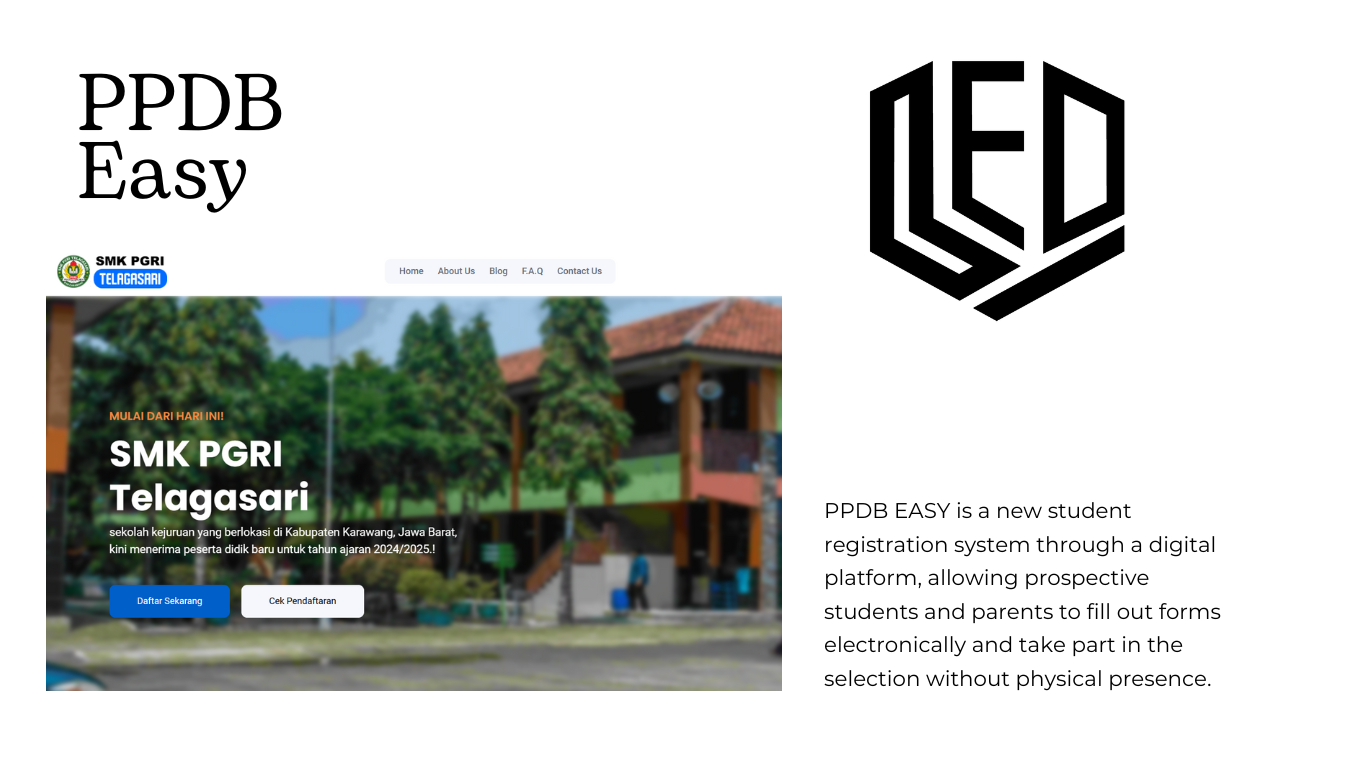 PPDB
Easy
LEO
SMK PGRI
TELAGASARI
Home About Us Blog F.A.Q Contact Us
MULAI DARI HARI INI!
SMK PGRI
Telagasari
sekolah kejuruan yang berlokasi di Kabupaten Karawang, Jawa Barat,
kini menerima peserta didik baru untuk tahun ajaran 2024/2025.!
Daftar Sekarang Cek Pendaftaran
PPDB EASY is a new student
registration system through a digital
platform, allowing prospective
students and parents to fill out forms
electronically and take part in the
selection without physical presence.